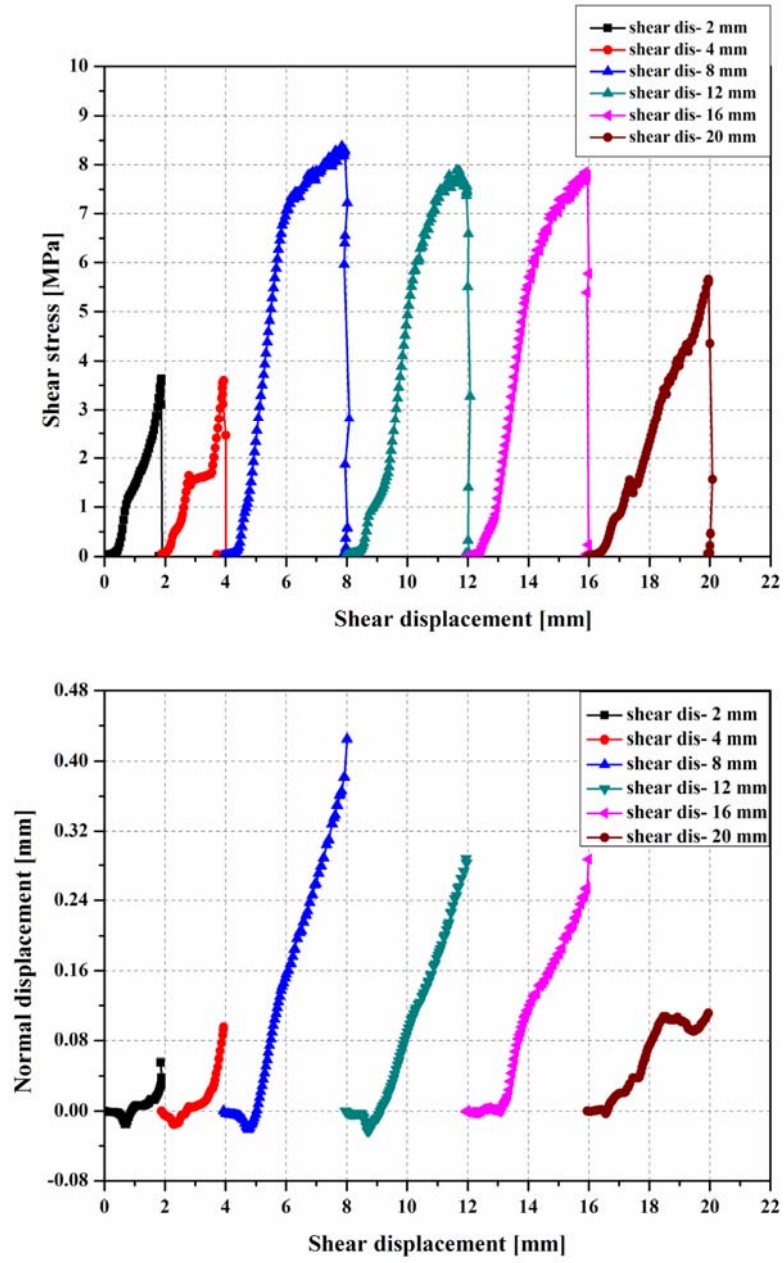 shear dis- 2 mm
shear dis- 4 mm
shear dis- 8 mm
shear dis- 12 mm
shear dis- 16 mm
shear dis- 20 mm
10
9
8
7
6
5
4
3
2
1
0
Shear stress [MPa]
0 2 4 6 8 10 12 14 16 18 20 22
Shear displacement [mm]
0.48
0.40
0.32
0.24
0.16
0.08
0.00
-0.08
Normal displacement [mm]
shear dis- 2 mm
shear dis- 4 mm
shear dis- 8 mm
shear dis- 12 mm
shear dis- 16 mm
shear dis- 20 mm
0 2 4 6 8 10 12 14 16 18 20 22
Shear displacement [mm]